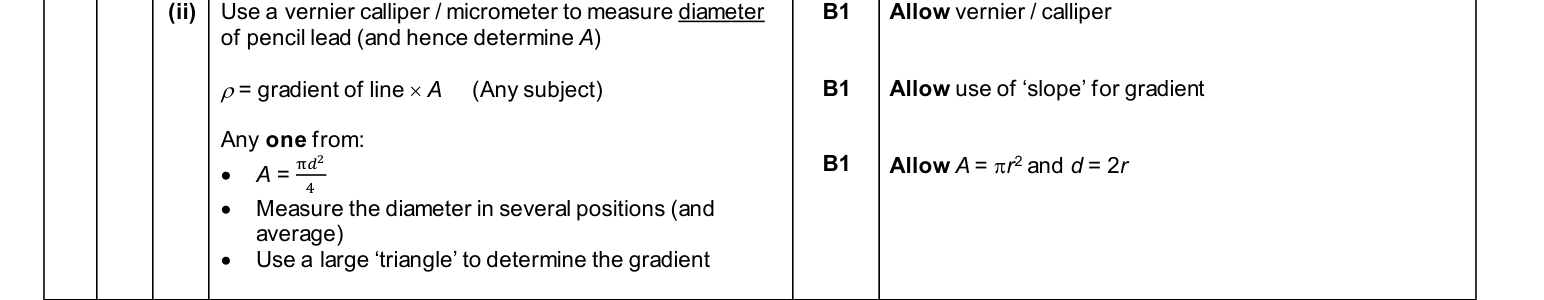 (ii) Use a vernier calliper / micrometer to measure diameter B1 Allow vernier / calliper
of pencil lead (and hence determine A)
ρ = gradient of line × A (Any subject) B1 Allow use of ‘slope’ for gradient
Any one from:
• A = πd²/4 B1 Allow A = πr² and d = 2r
• Measure the diameter in several positions (and
average)
• Use a large ‘triangle’ to determine the gradient